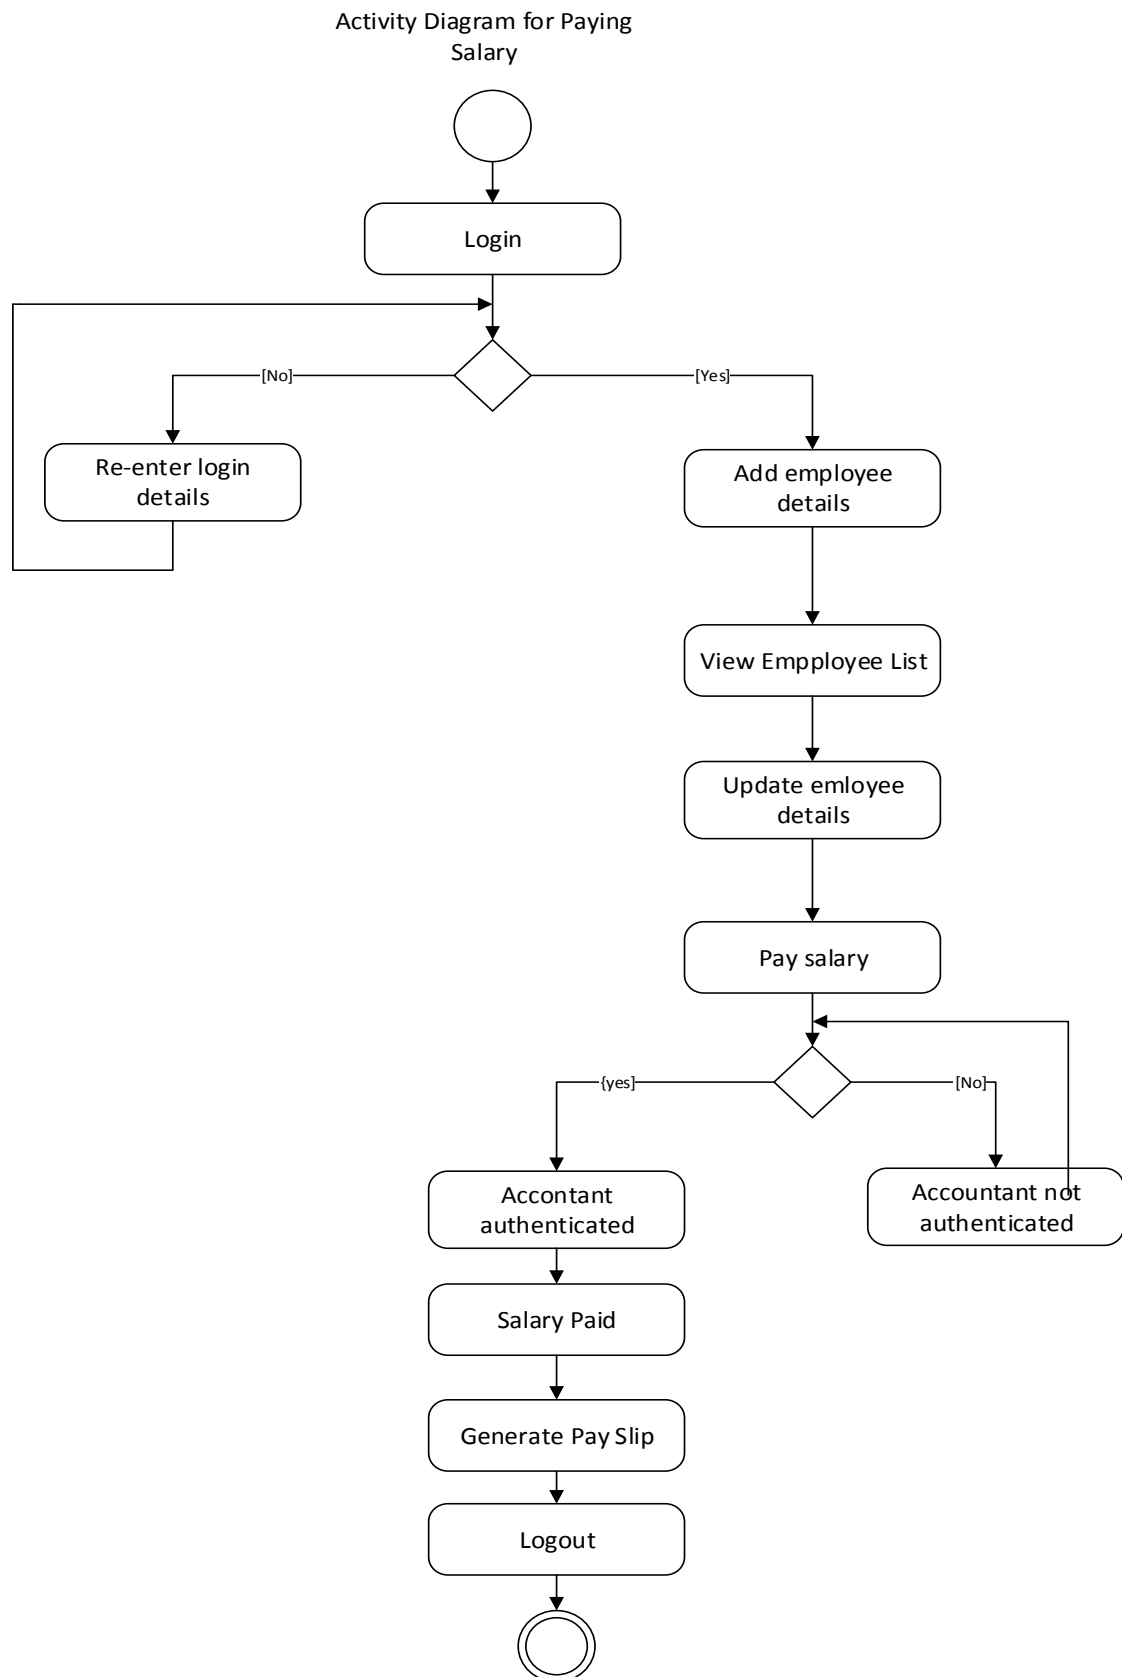 Activity Diagram for Paying
Salary
Login
[No]
[Yes]
Re-enter login
details
Add employee
details
View Empployee List
Update emloyee
details
Pay salary
{yes]
[No]
Accontant
authenticated
Accountant not
authenticated
Salary Paid
Generate Pay Slip
Logout